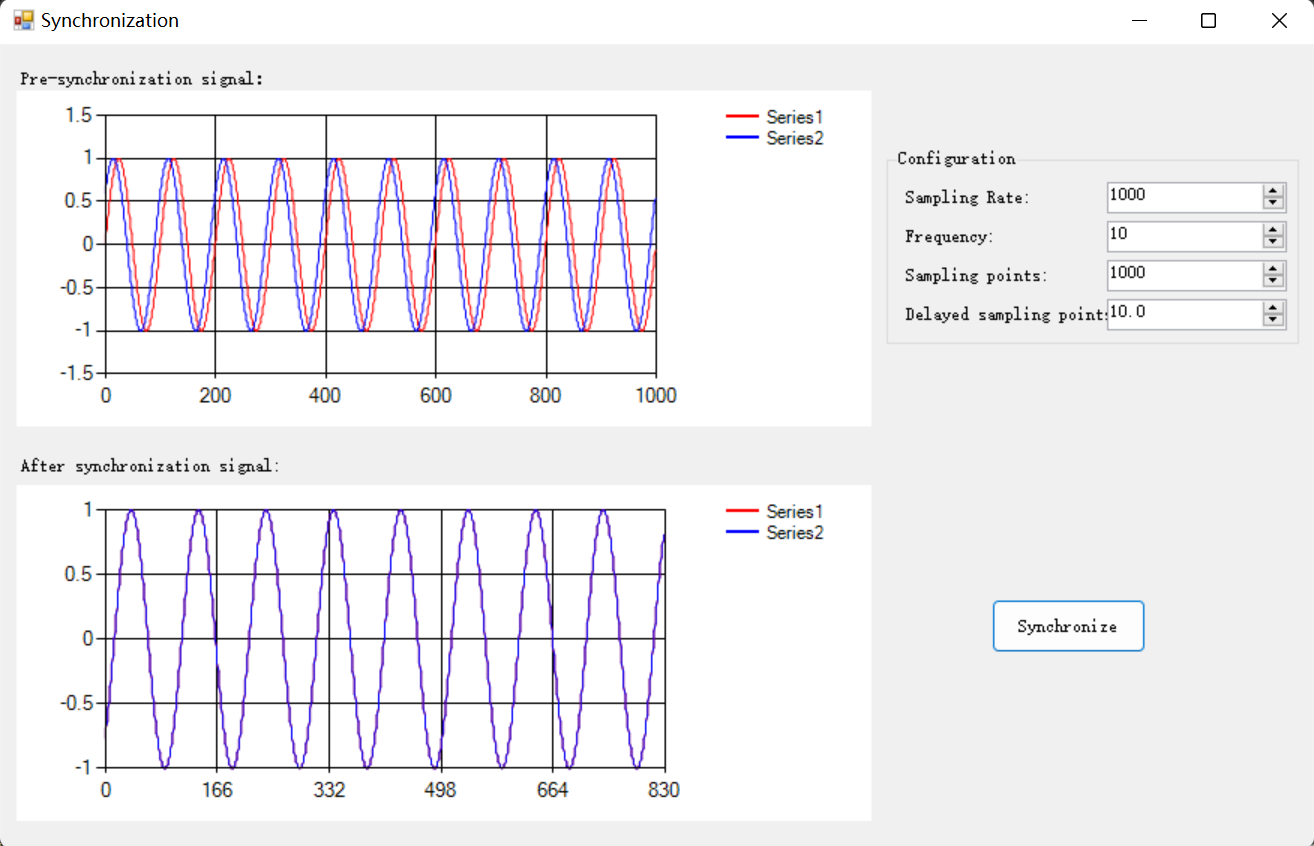 Synchronization
Pre-synchronization signal:
1.5
1
0.5
0
-0.5
-1
-1.5
0 200 400 600 800 1000
Series1
Series2
Configuration
Sampling Rate: 1000
Frequency: 10
Sampling points: 1000
Delayed sampling point: 10.0
After synchronization signal:
1
0.5
0
-0.5
-1
0 166 332 498 664 830
Series1
Series2
Synchronize